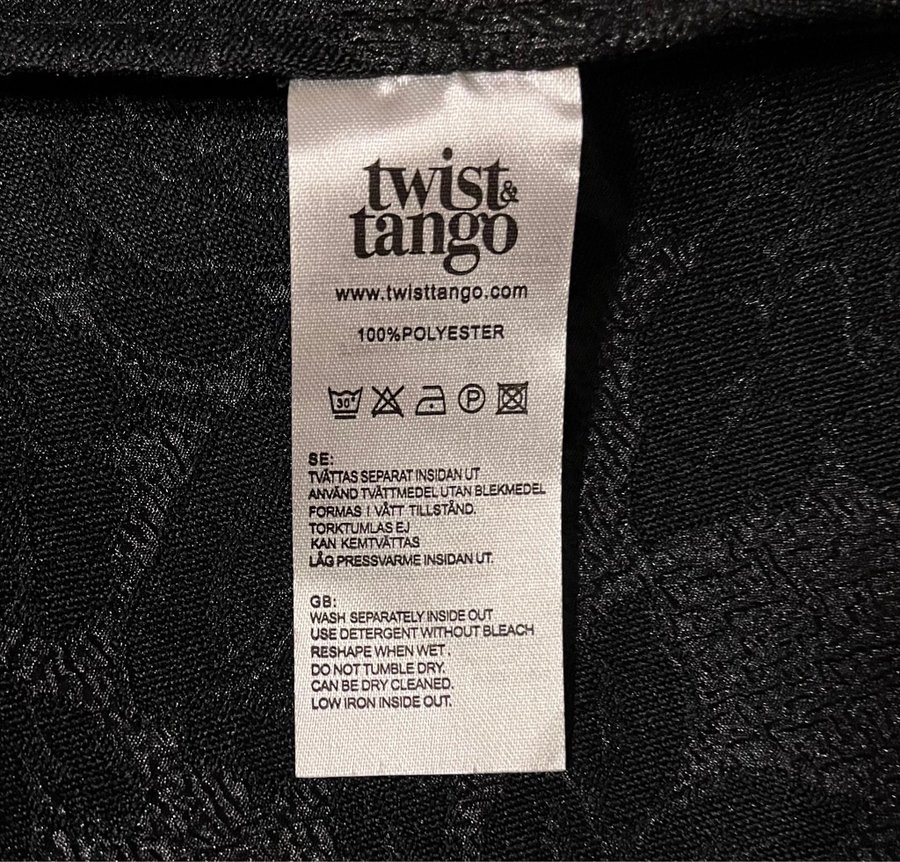 twist&
tango
www.twisttango.com
100%POLYESTER
30° P
SE:
TVÄTTAS SEPARAT INSIDAN UT
ANVÄND TVÄTTMEDEL UTAN BLEKMEDEL
FORMAS I VÅTT TILLSTÅND.
TORKTUMLAS EJ
KAN KEMTVÄTTAS
LÅG PRESSVARME INSIDAN UT.
GB:
WASH SEPARATELY INSIDE OUT
USE DETERGENT WITHOUT BLEACH
RESHAPE WHEN WET.
DO NOT TUMBLE DRY.
CAN BE DRY CLEANED.
LOW IRON INSIDE OUT.